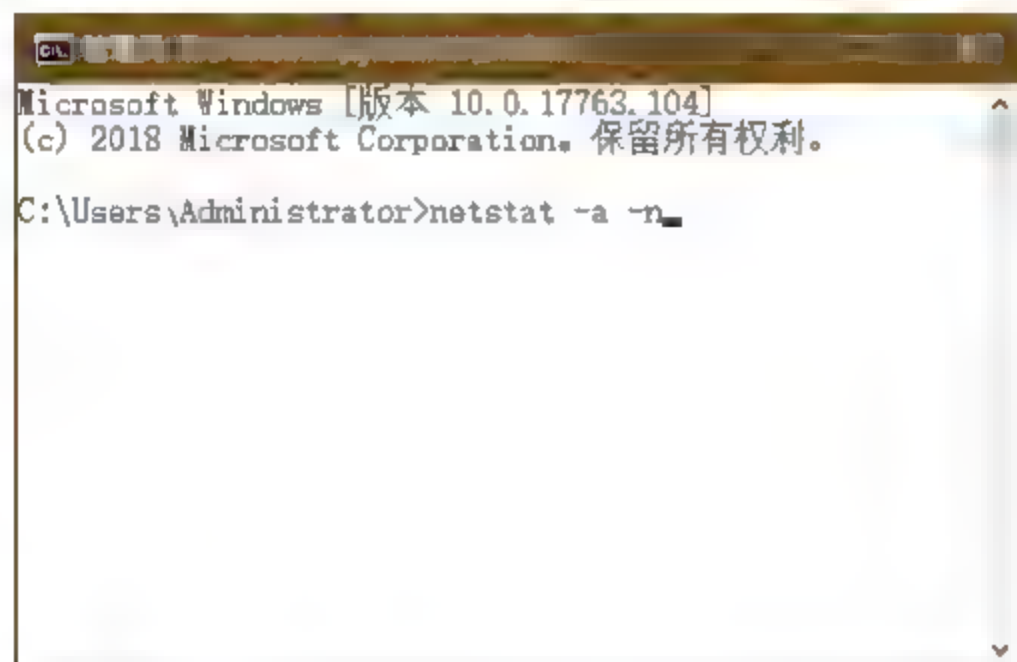 Microsoft Windows [版本 10.0.17763.104]
(c) 2018 Microsoft Corporation。保留所有权利。
C:\Users\Administrator>netstat -a -n